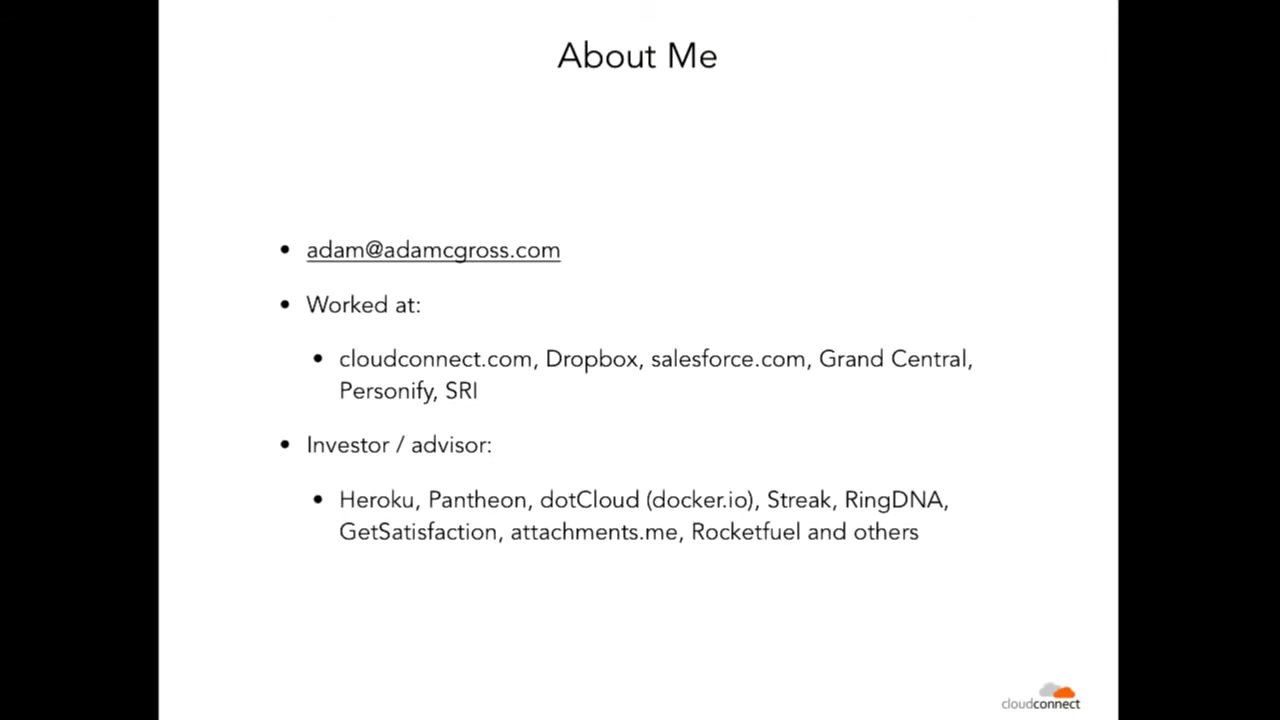 About Me
• adam@adamcgross.com
• Worked at:
• cloudconnect.com, Dropbox, salesforce.com, Grand Central,
Personify, SRI
• Investor / advisor:
• Heroku, Pantheon, dotCloud (docker.io), Streak, RingDNA,
GetSatisfaction, attachments.me, Rocketfuel and others
cloudconnect